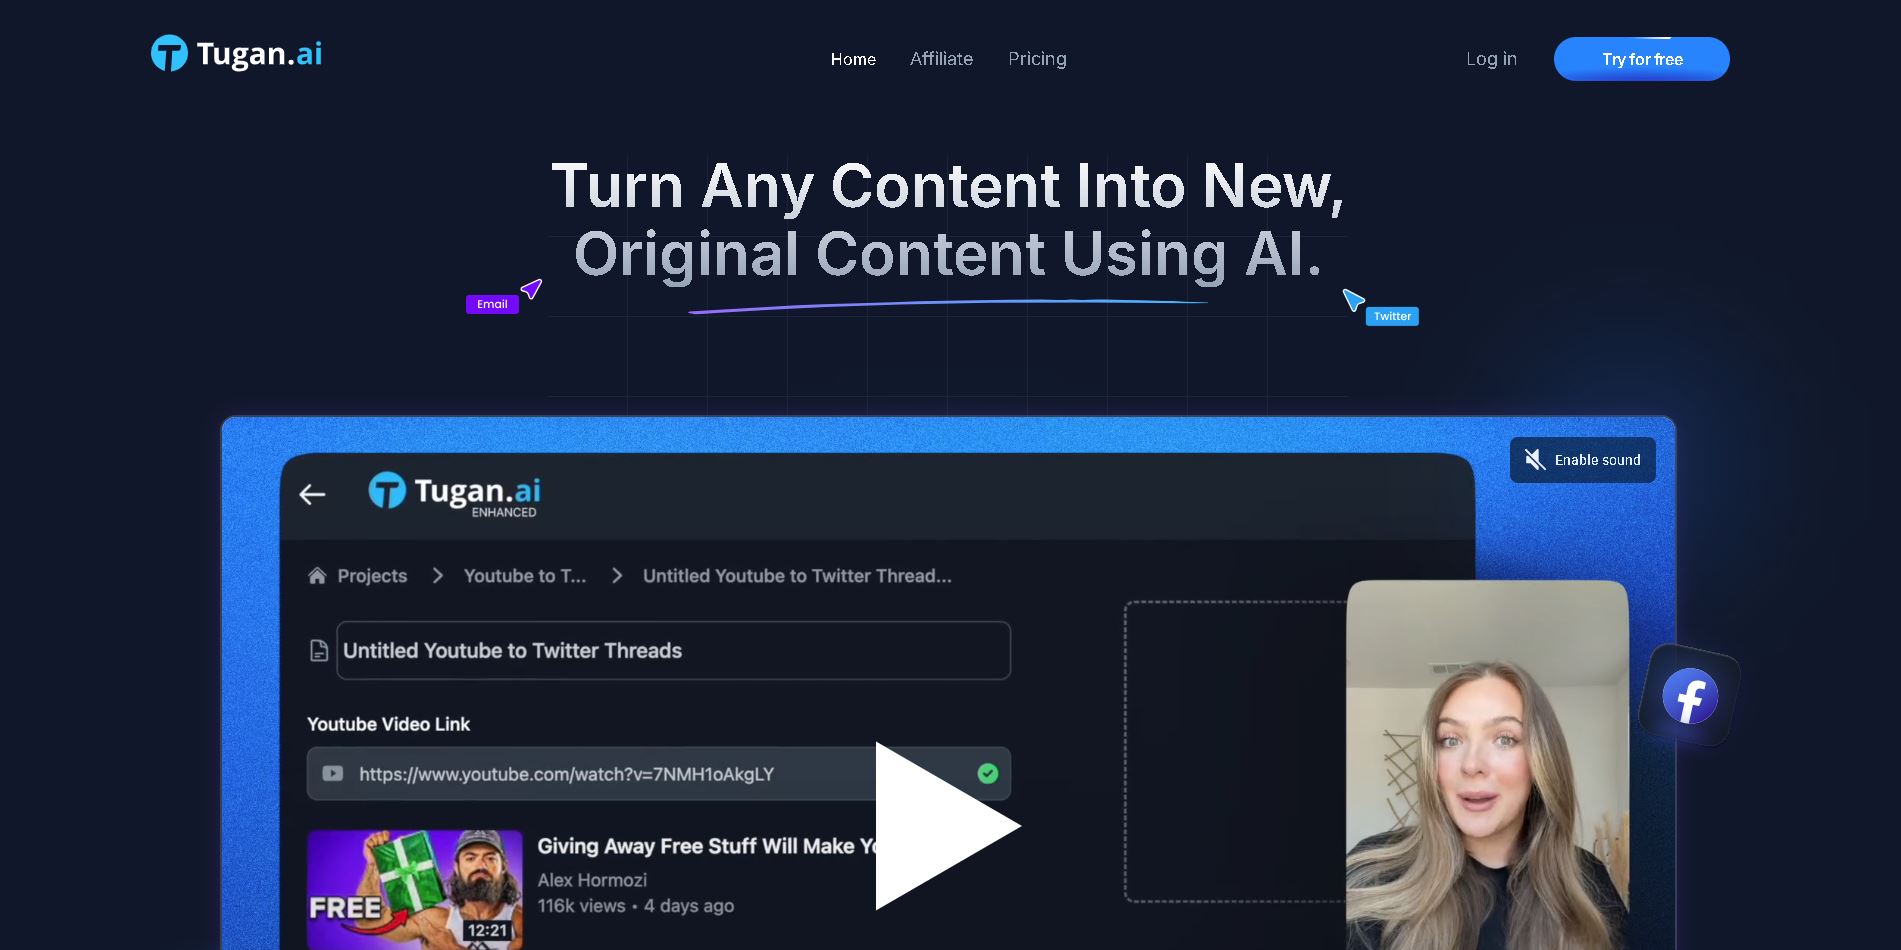 Tugan.ai
Home
Affiliate
Pricing
Log in
Try for free
Turn Any Content Into New,
Original Content Using AI.
Email
Twitter
Enable sound
Tugan.ai
ENHANCED
Projects
Youtube to T...
Untitled Youtube to Twitter Thread...
Untitled Youtube to Twitter Threads
Youtube Video Link
https://www.youtube.com/watch?v=7NMH1oAkgLY
Giving Away Free Stuff Will Make
Alex Hormozi
116k views • 4 days ago
FREE
12:21